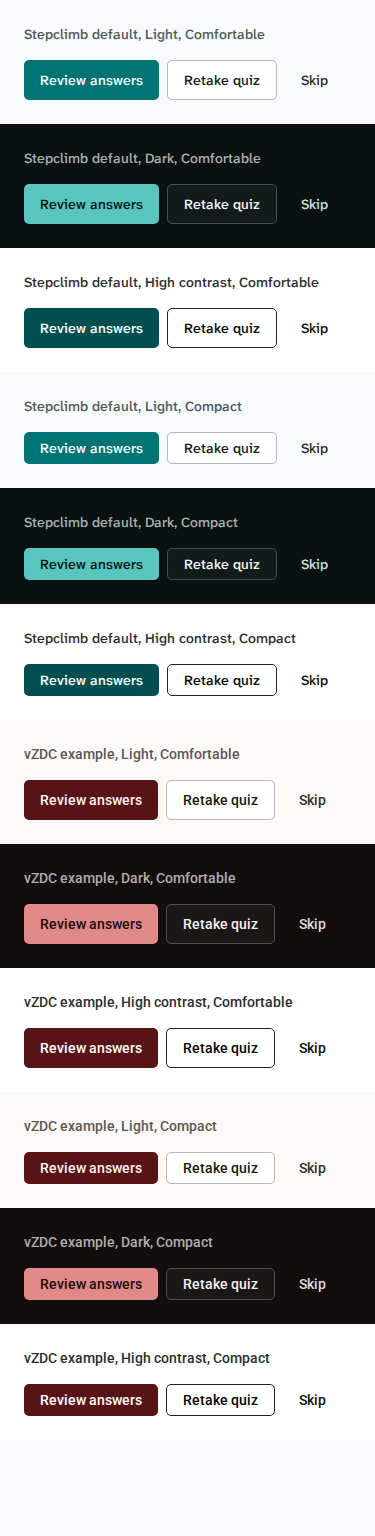 Stepclimb default, Light, Comfortable
Review answers Retake quiz Skip
Stepclimb default, Dark, Comfortable
Review answers Retake quiz Skip
Stepclimb default, High contrast, Comfortable
Review answers Retake quiz Skip
Stepclimb default, Light, Compact
Review answers Retake quiz Skip
Stepclimb default, Dark, Compact
Review answers Retake quiz Skip
Stepclimb default, High contrast, Compact
Review answers Retake quiz Skip
vZDC example, Light, Comfortable
Review answers Retake quiz Skip
vZDC example, Dark, Comfortable
Review answers Retake quiz Skip
vZDC example, High contrast, Comfortable
Review answers Retake quiz Skip
vZDC example, Light, Compact
Review answers Retake quiz Skip
vZDC example, Dark, Compact
Review answers Retake quiz Skip
vZDC example, High contrast, Compact
Review answers Retake quiz Skip